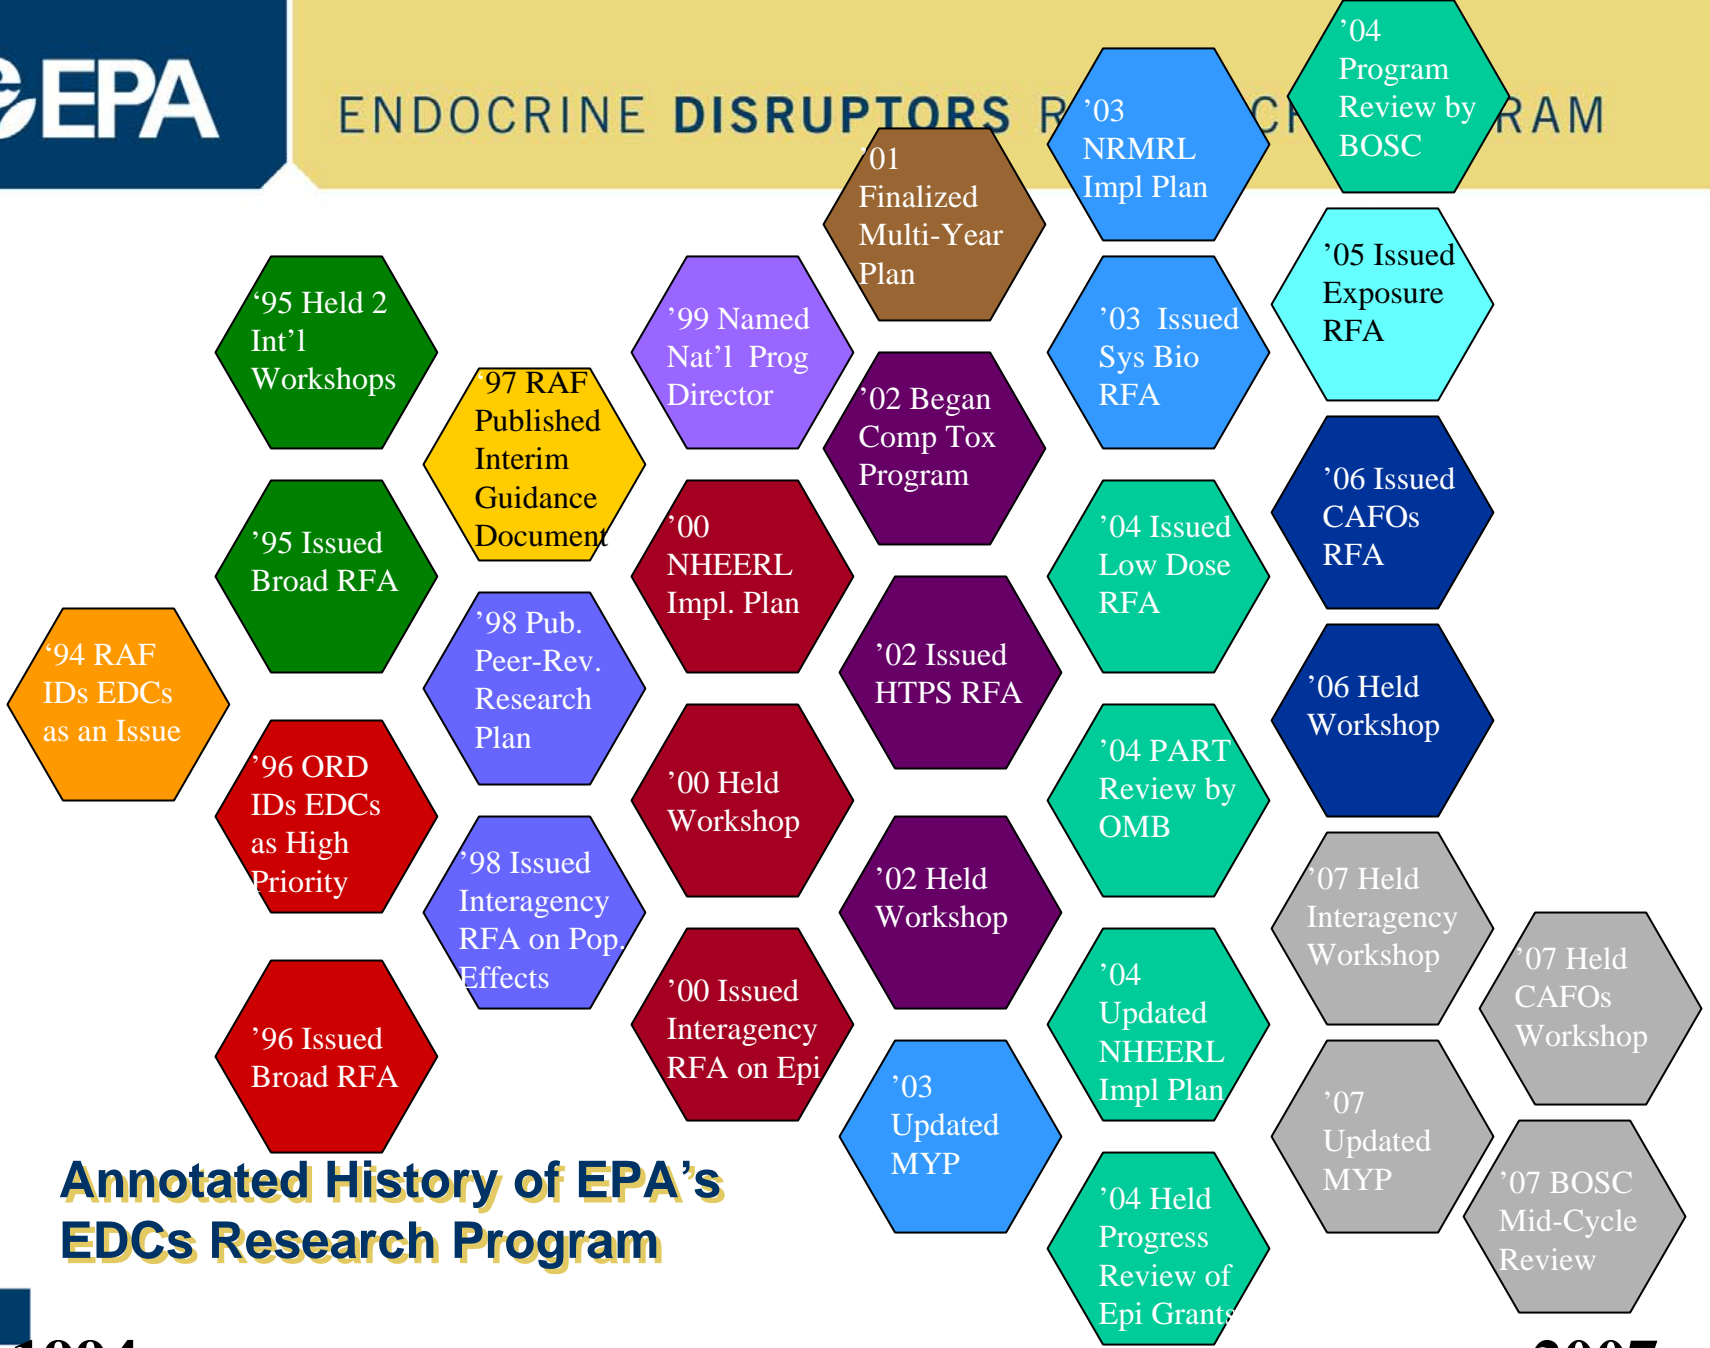 EPA
ENDOCRINE DISRUPTORS
RAM
‘94 RAF
IDs EDCs
as an Issue
‘95 Held 2
Int’l
Workshops
’95 Issued
Broad RFA
’96 ORD
IDs EDCs
as High
Priority
’96 Issued
Broad RFA
’97 RAF
Published
Interim
Guidance
Document
’98 Pub.
Peer-Rev.
Research
Plan
’98 Issued
Interagency
RFA on Pop.
Effects
’99 Named
Nat’l Prog
Director
’00
NHEERL
Impl. Plan
’00 Held
Workshop
’00 Issued
Interagency
RFA on Epi
’01
Finalized
Multi-Year
Plan
’02 Began
Comp Tox
Program
’02 Issued
HTPS RFA
’02 Held
Workshop
’03
Updated
MYP
’03
NRMRL
Impl Plan
’03 Issued
Sys Bio
RFA
’04 Issued
Low Dose
RFA
’04 PART
Review by
OMB
’04
Updated
NHEERL
Impl Plan
’04 Held
Progress
Review of
Epi Grants
’04
Program
Review by
BOSC
’05 Issued
Exposure
RFA
’06 Issued
CAFOs
RFA
’06 Held
Workshop
’07 Held
Interagency
Workshop
’07
Updated
MYP
’07 Held
CAFOs
Workshop
’07 BOSC
Mid-Cycle
Review
Annotated History of EPA’s
EDCs Research Program
1994
2007